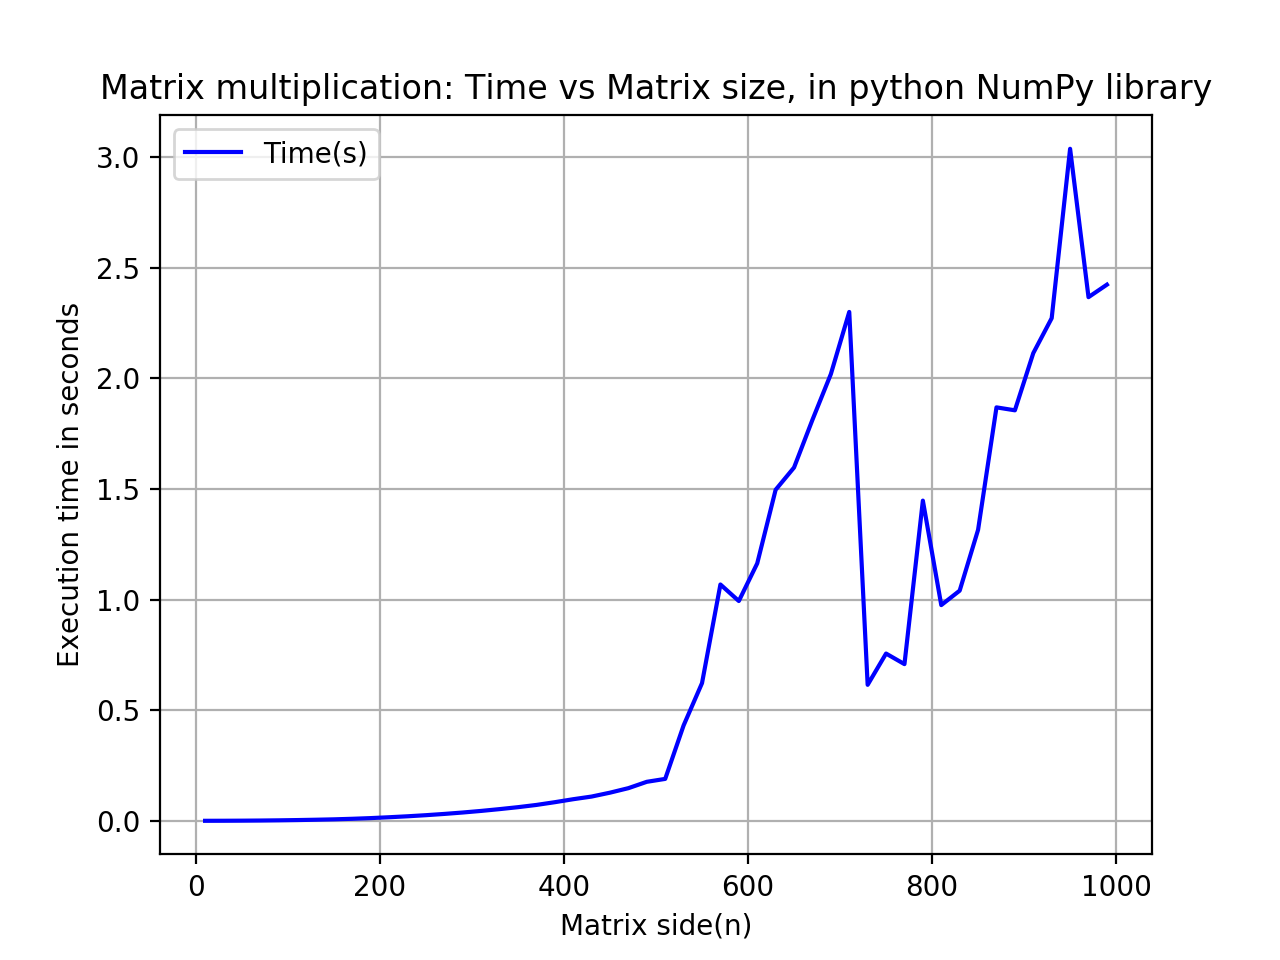 Matrix multiplication: Time vs Matrix size, in python NumPy library
Time(s)
3.0
2.5
2.0
1.5
1.0
0.5
0.0
Execution time in seconds
0 200 400 600 800 1000
Matrix side(n)